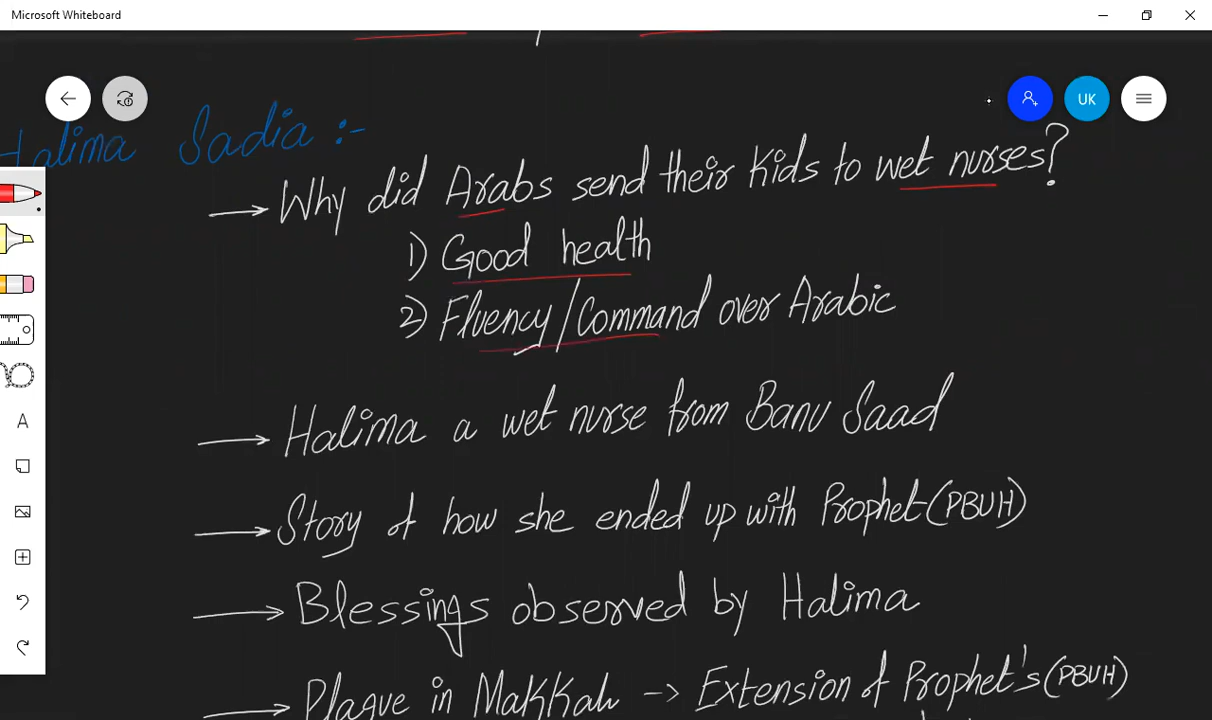 Microsoft Whiteboard
UK
Halima Sadia :-
→ Why did Arabs send their Kids to wet nurses?
1) Good health
2) Fluency/Command over Arabic
→ Halima a wet nurse from Banu Saad
→ Story of how she ended up with Prophet (PBUH)
→ Blessings observed by Halima
→ Plague in Makkah → Extension of Prophet's (PBUH)
A